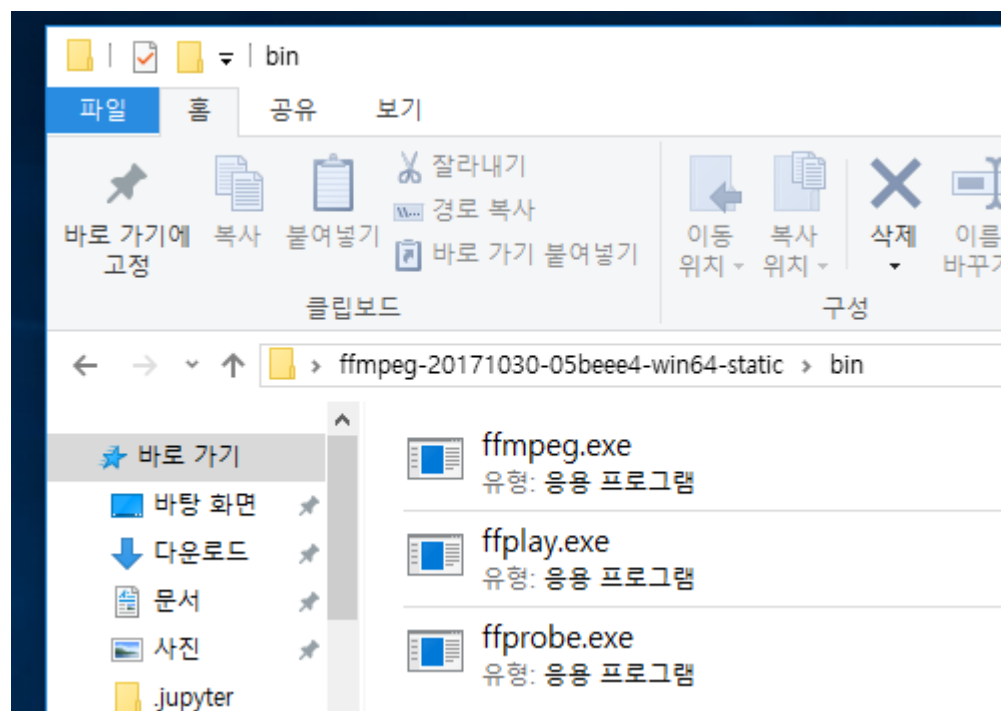 bin
파일 홈 공유 보기
잘라내기
경로 복사
바로 가기 붙여넣기
바로 가기에 고정
복사
붙여넣기
이동 위치
복사 위치
삭제
이름
클립보드 구성
ffmpeg-20171030-05beee4-win64-static > bin
바로 가기
바탕 화면
다운로드
문서
사진
.jupyter
ffmpeg.exe
유형: 응용 프로그램
ffplay.exe
유형: 응용 프로그램
ffprobe.exe
유형: 응용 프로그램